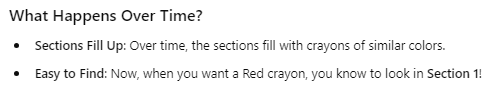 What Happens Over Time?
• Sections Fill Up: Over time, the sections fill with crayons of similar colors.
• Easy to Find: Now, when you want a Red crayon, you know to look in Section 1!